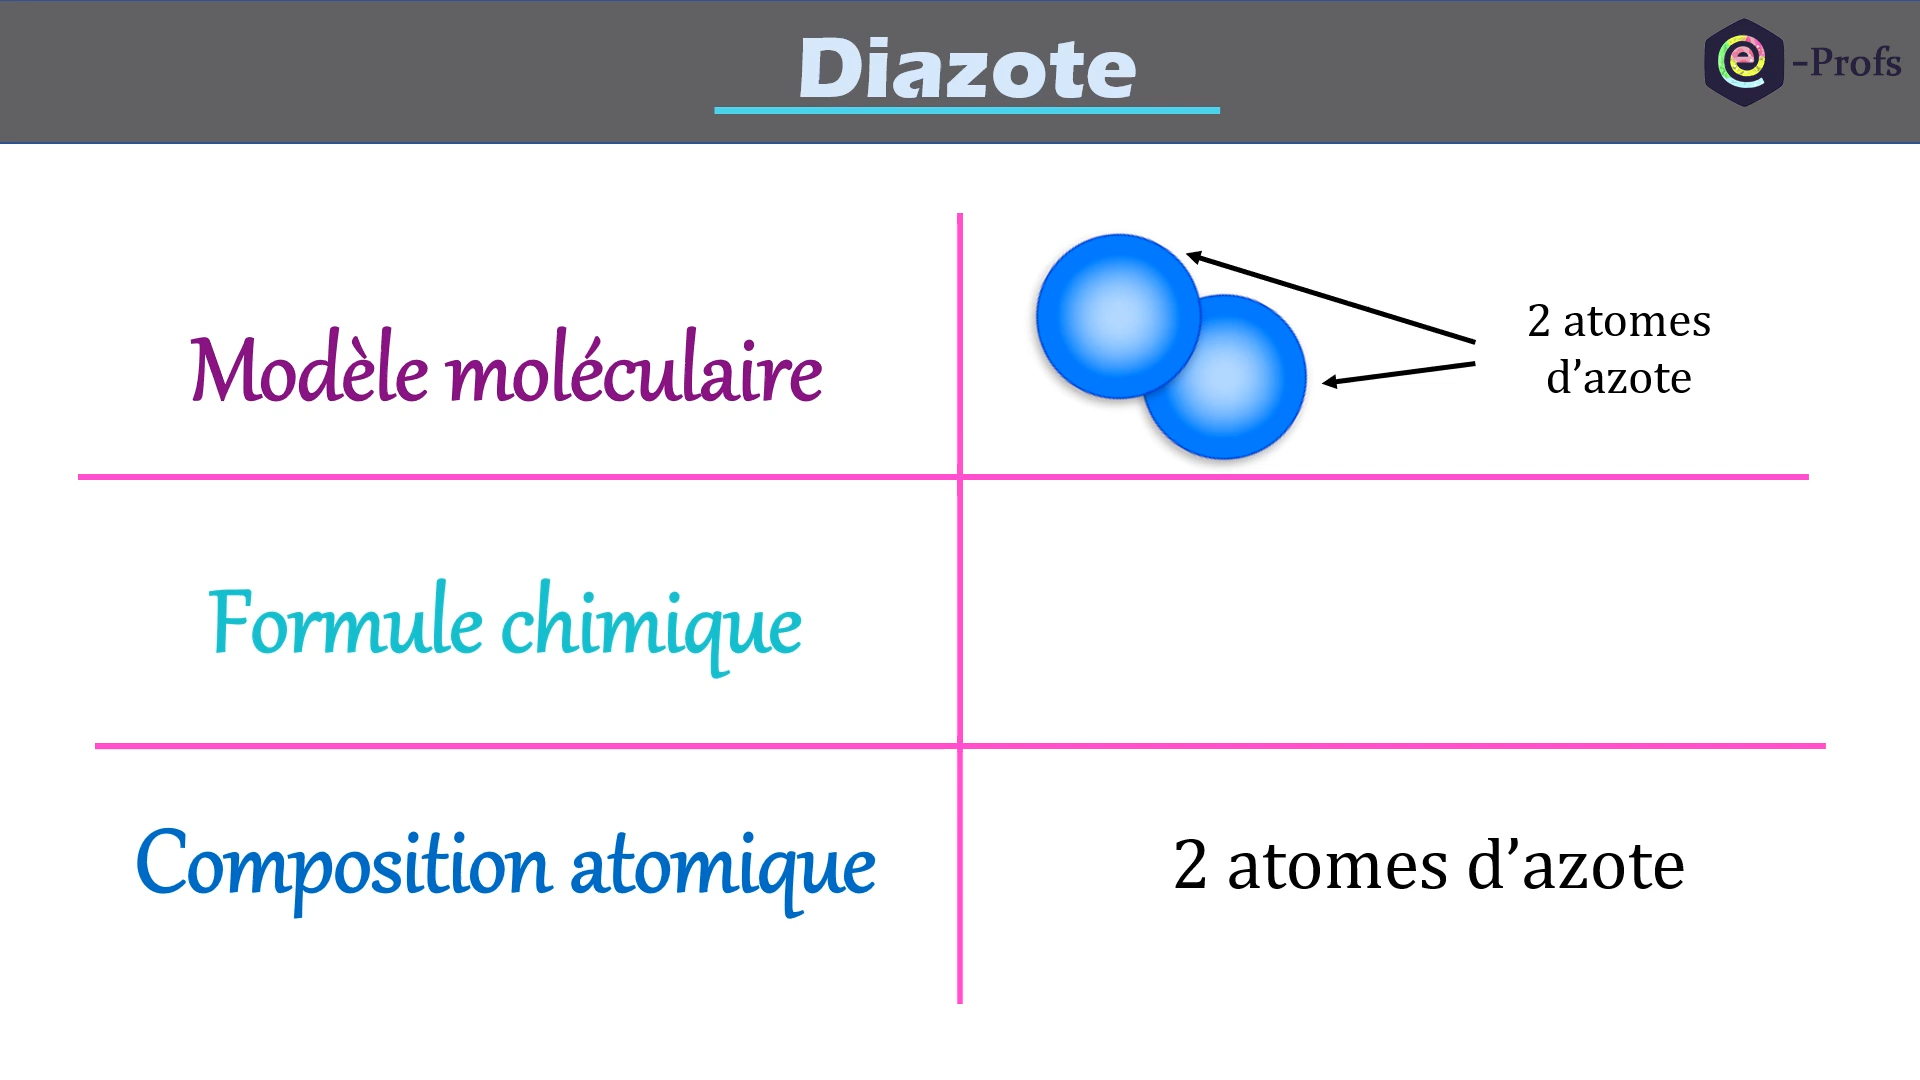 Diazote
e-Profs
Modèle moléculaire
2 atomes
d’azote
Formule chimique
Composition atomique
2 atomes d’azote